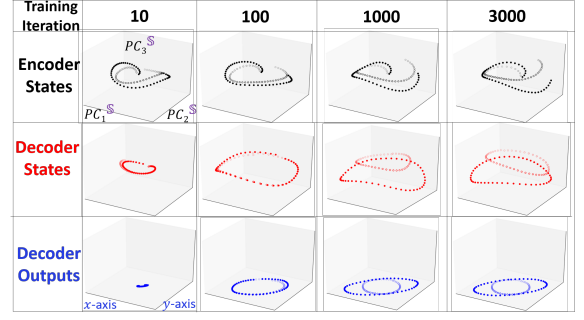 Training
Iteration
10
100
1000
3000
Encoder
States
PC₃𝕊
PC₁𝕊
PC₂𝕊
Decoder
States
Decoder
Outputs
x-axis
y-axis